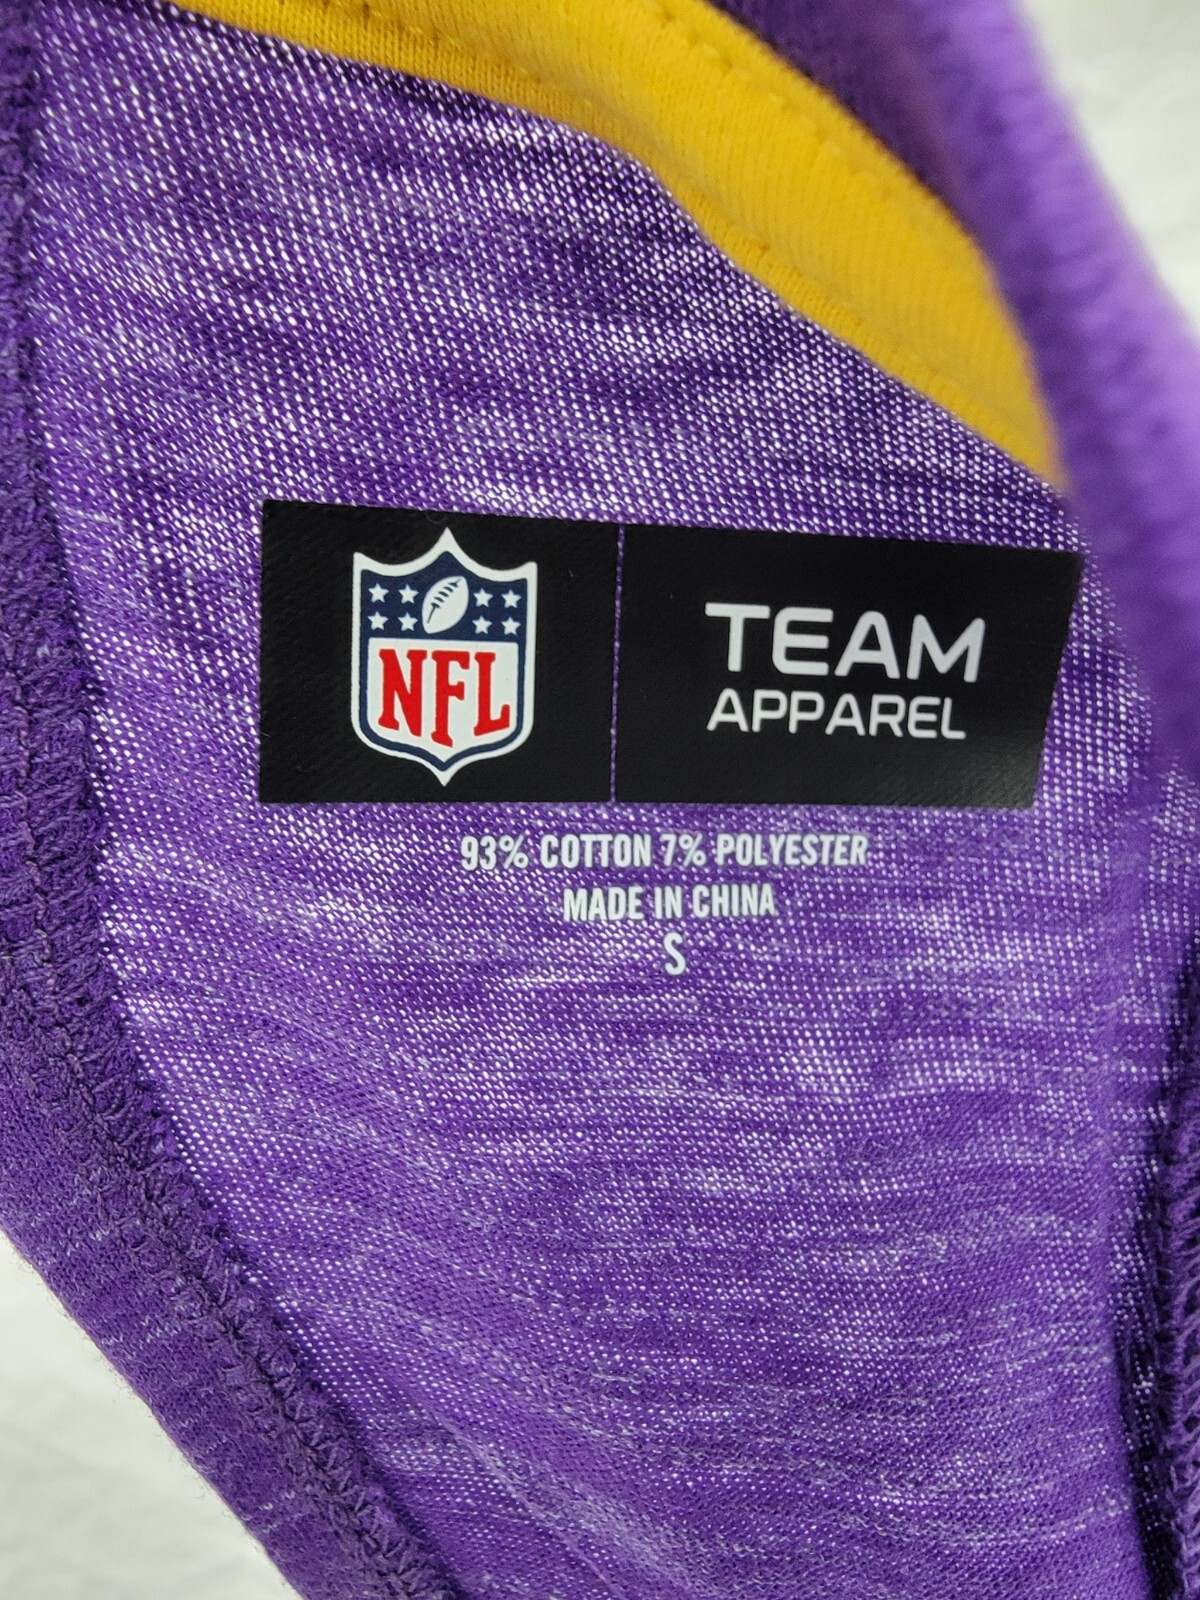 NFL
TEAM
APPAREL
93% COTTON 7% POLYESTER
MADE IN CHINA
S